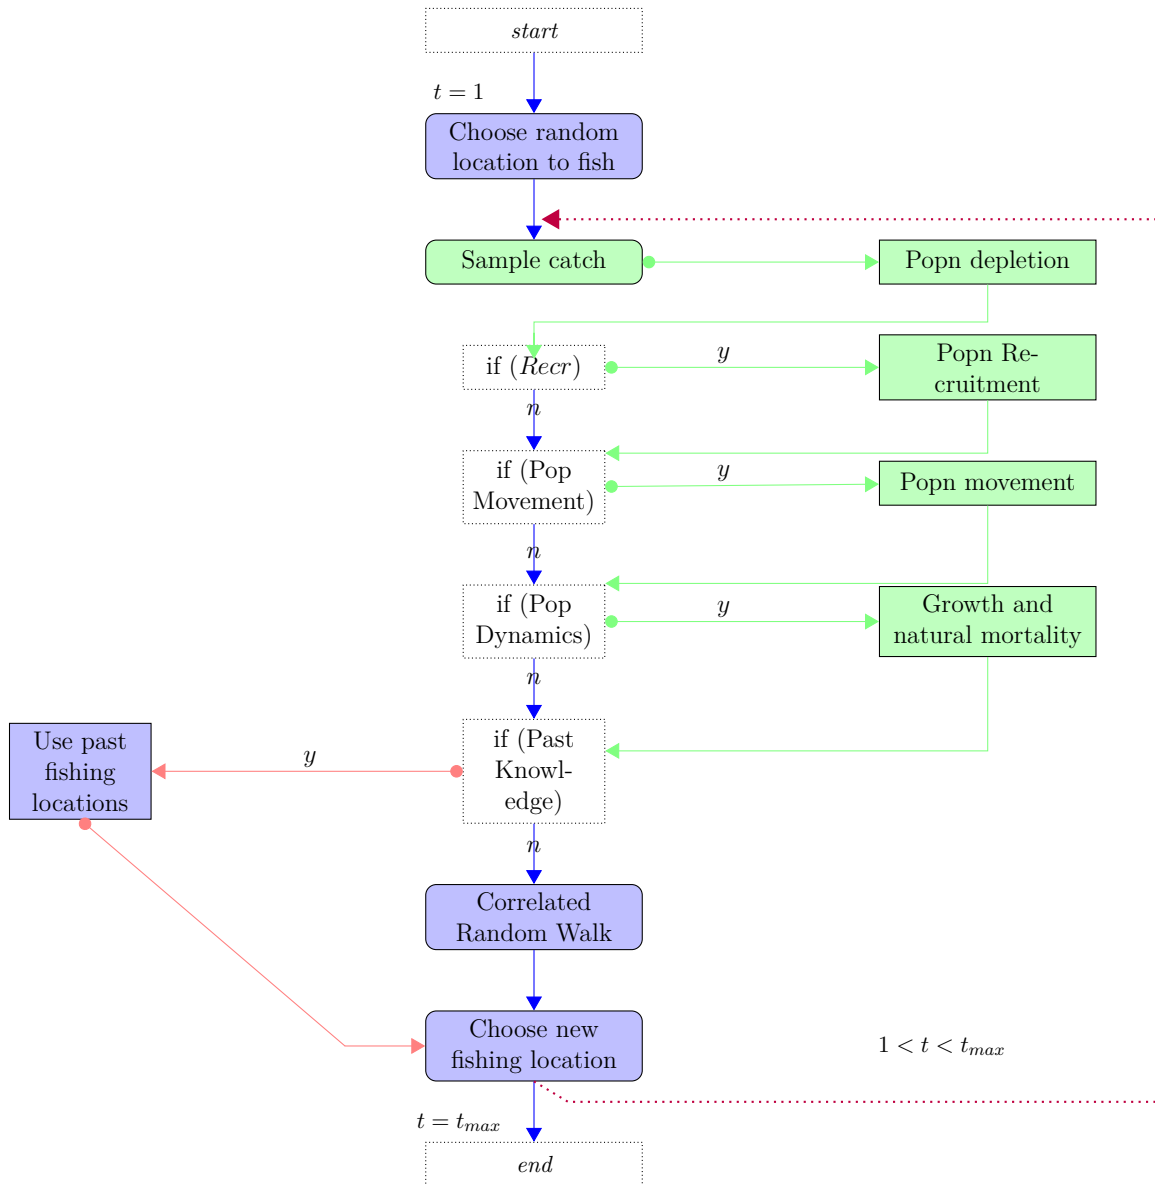 start
t = 1
Choose random
location to fish
Sample catch
Popn depletion
if (Recr)
y
Popn Re-
cruitment
n
if (Pop
Movement)
y
Popn movement
n
if (Pop
Dynamics)
y
Growth and
natural mortality
n
Use past
fishing
locations
y
if (Past
Knowl-
edge)
n
Correlated
Random Walk
Choose new
fishing location
1 < t < t_max
t = t_max
end